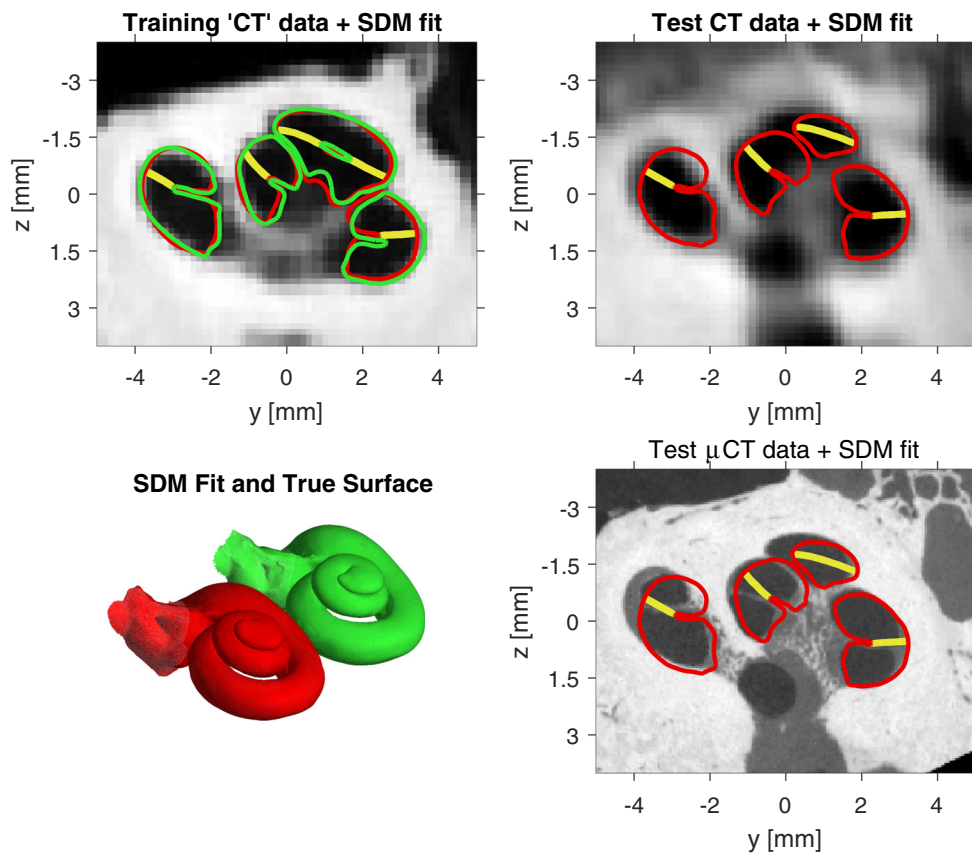 Training 'CT' data + SDM fit
-3
-1.5
0
1.5
3
z [mm]
-4 -2 0 2 4
y [mm]
Test CT data + SDM fit
-3
-1.5
0
1.5
3
z [mm]
-4 -2 0 2 4
y [mm]
SDM Fit and True Surface
Test μCT data + SDM fit
-3
-1.5
0
1.5
3
z [mm]
-4 -2 0 2 4
y [mm]